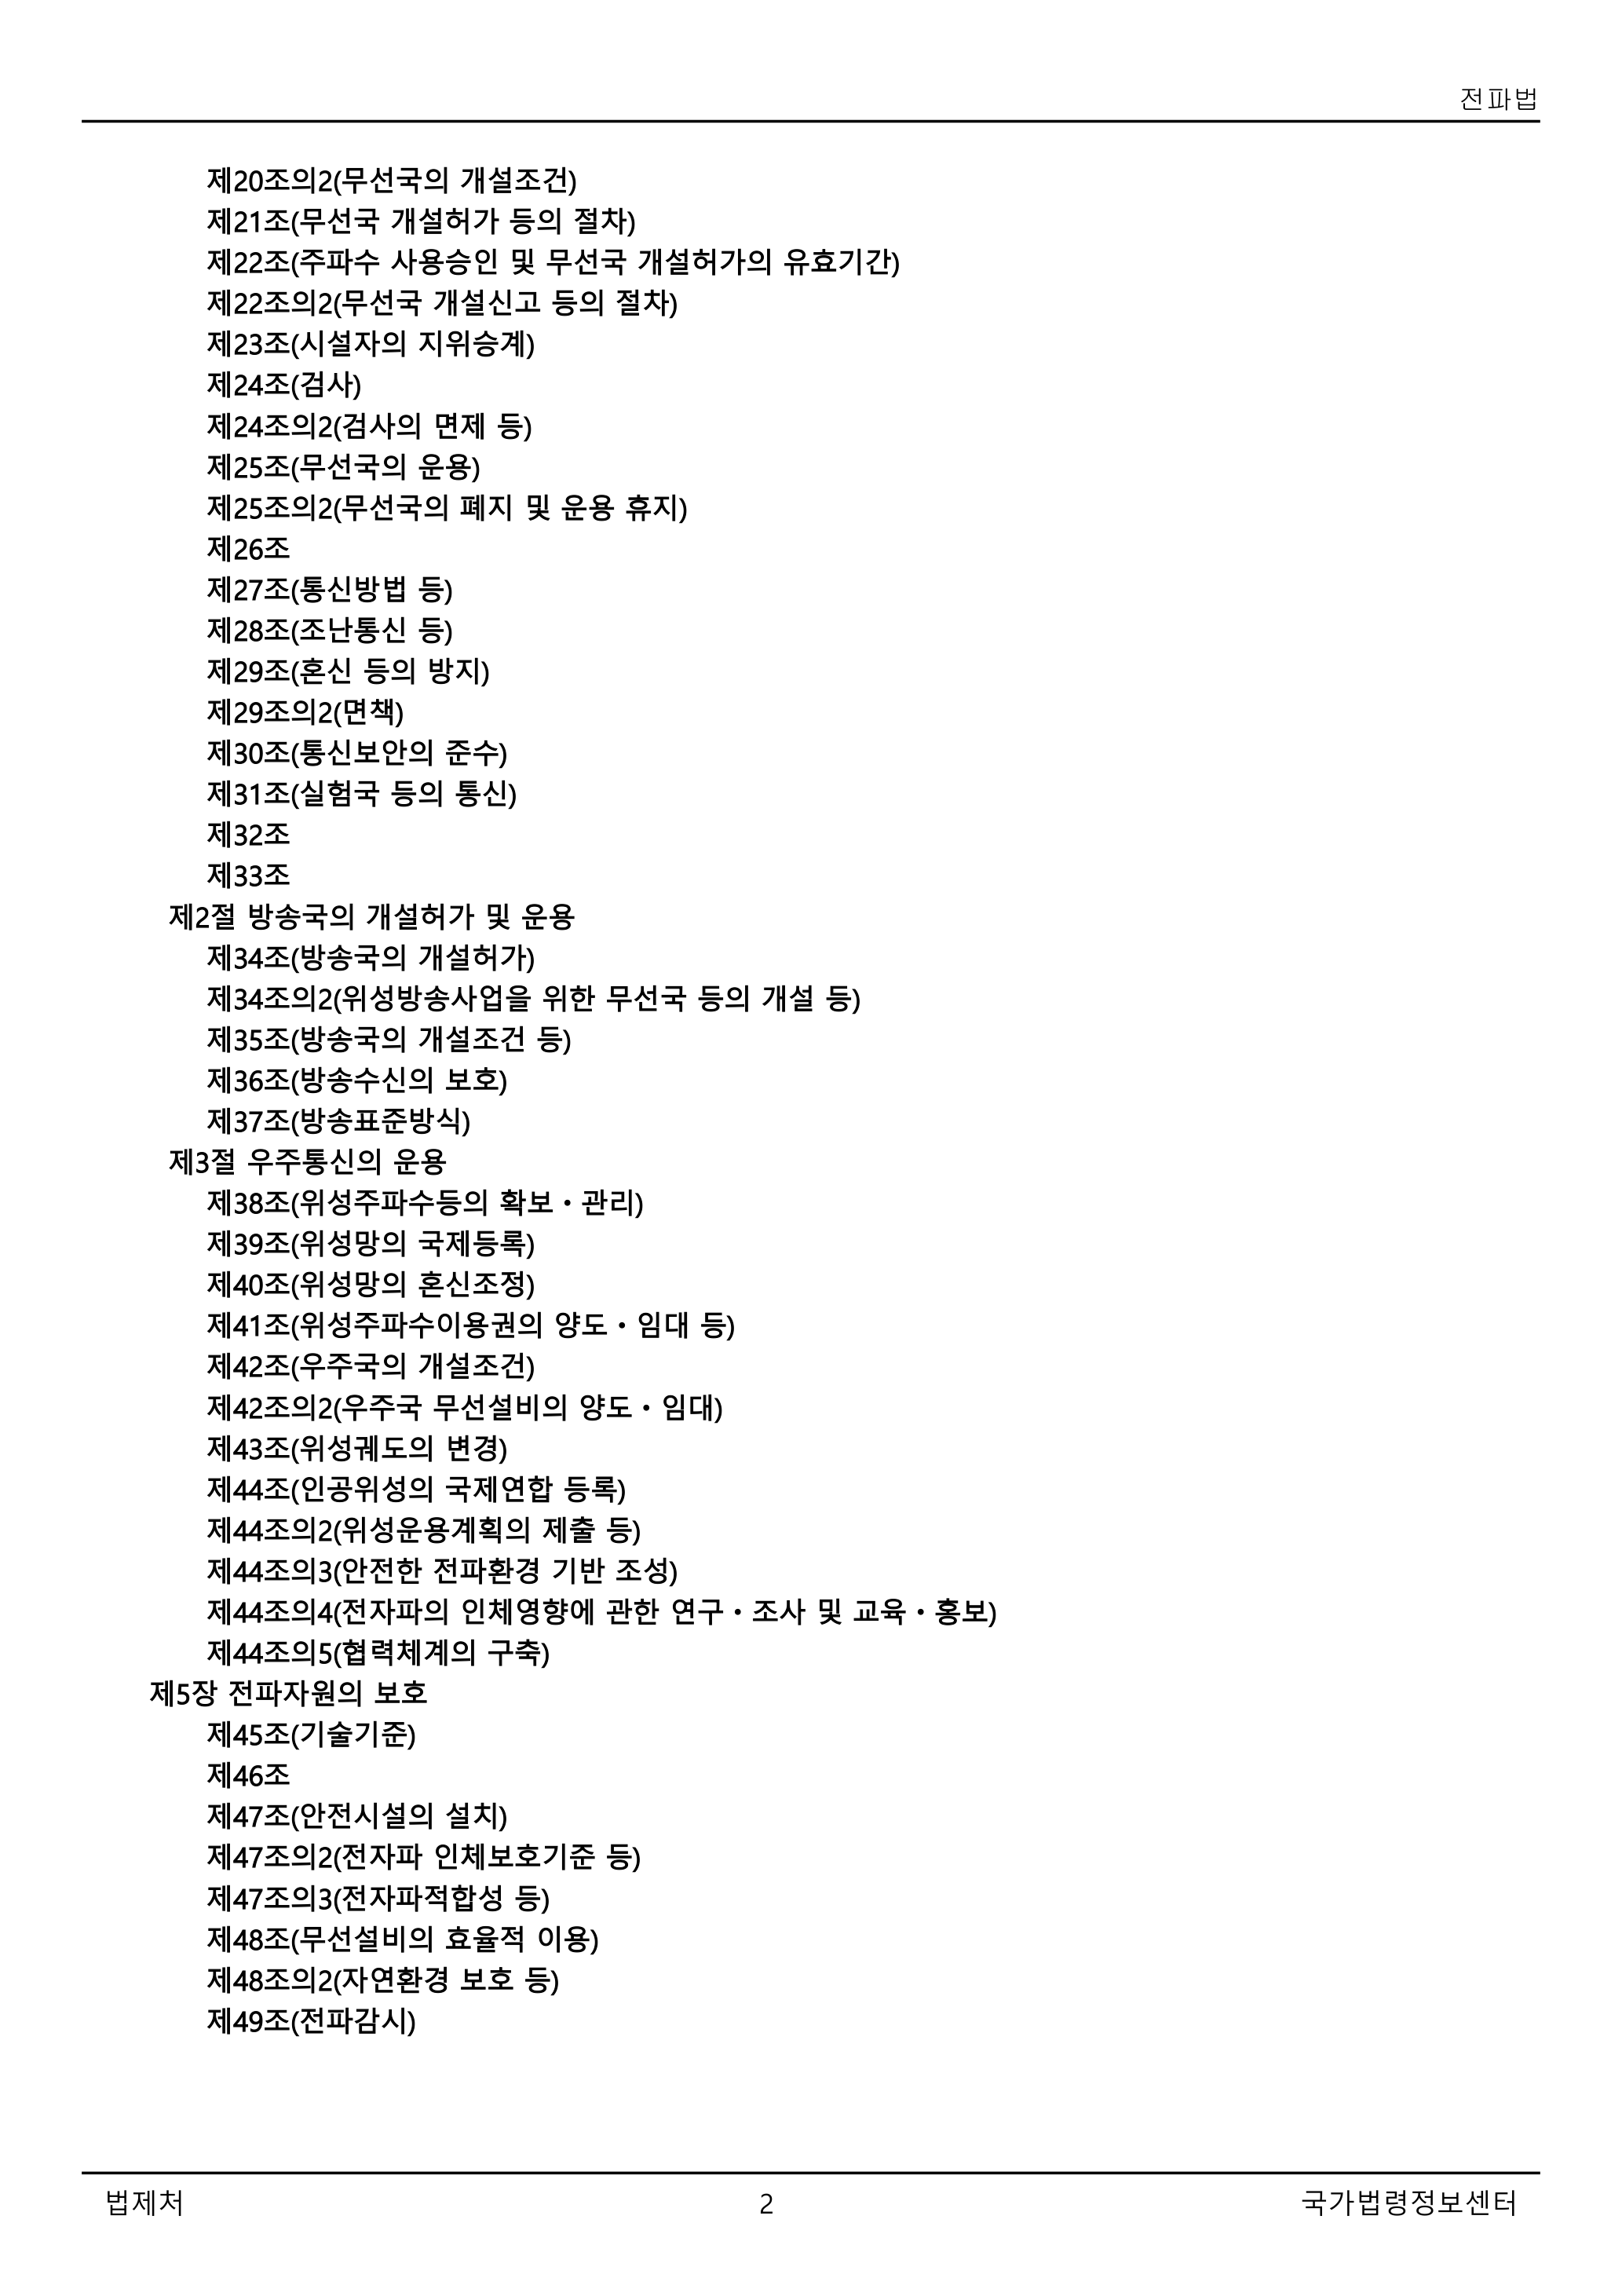 전파법
제20조의2(무선국의 개설조건)
제21조(무선국 개설허가 등의 절차)
제22조(주파수 사용승인 및 무선국 개설허가의 유효기간)
제22조의2(무선국 개설신고 등의 절차)
제23조(시설자의 지위승계)
제24조(검사)
제24조의2(검사의 면제 등)
제25조(무선국의 운용)
제25조의2(무선국의 폐지 및 운용 휴지)
제26조
제27조(통신방법 등)
제28조(조난통신 등)
제29조(혼신 등의 방지)
제29조의2(면책)
제30조(통신보안의 준수)
제31조(실험국 등의 통신)
제32조
제33조
제2절 방송국의 개설허가 및 운용
제34조(방송국의 개설허가)
제34조의2(위성방송사업을 위한 무선국 등의 개설 등)
제35조(방송국의 개설조건 등)
제36조(방송수신의 보호)
제37조(방송표준방식)
제3절 우주통신의 운용
제38조(위성주파수등의 확보ㆍ관리)
제39조(위성망의 국제등록)
제40조(위성망의 혼신조정)
제41조(위성주파수이용권의 양도ㆍ임대 등)
제42조(우주국의 개설조건)
제42조의2(우주국 무선설비의 양도ㆍ임대)
제43조(위성궤도의 변경)
제44조(인공위성의 국제연합 등록)
제44조의2(위성운용계획의 제출 등)
제44조의3(안전한 전파환경 기반 조성)
제44조의4(전자파의 인체영향에 관한 연구ㆍ조사 및 교육ㆍ홍보)
제44조의5(협력체계의 구축)
제5장 전파자원의 보호
제45조(기술기준)
제46조
제47조(안전시설의 설치)
제47조의2(전자파 인체보호기준 등)
제47조의3(전자파적합성 등)
제48조(무선설비의 효율적 이용)
제48조의2(자연환경 보호 등)
제49조(전파감시)
법제처 2 국가법령정보센터